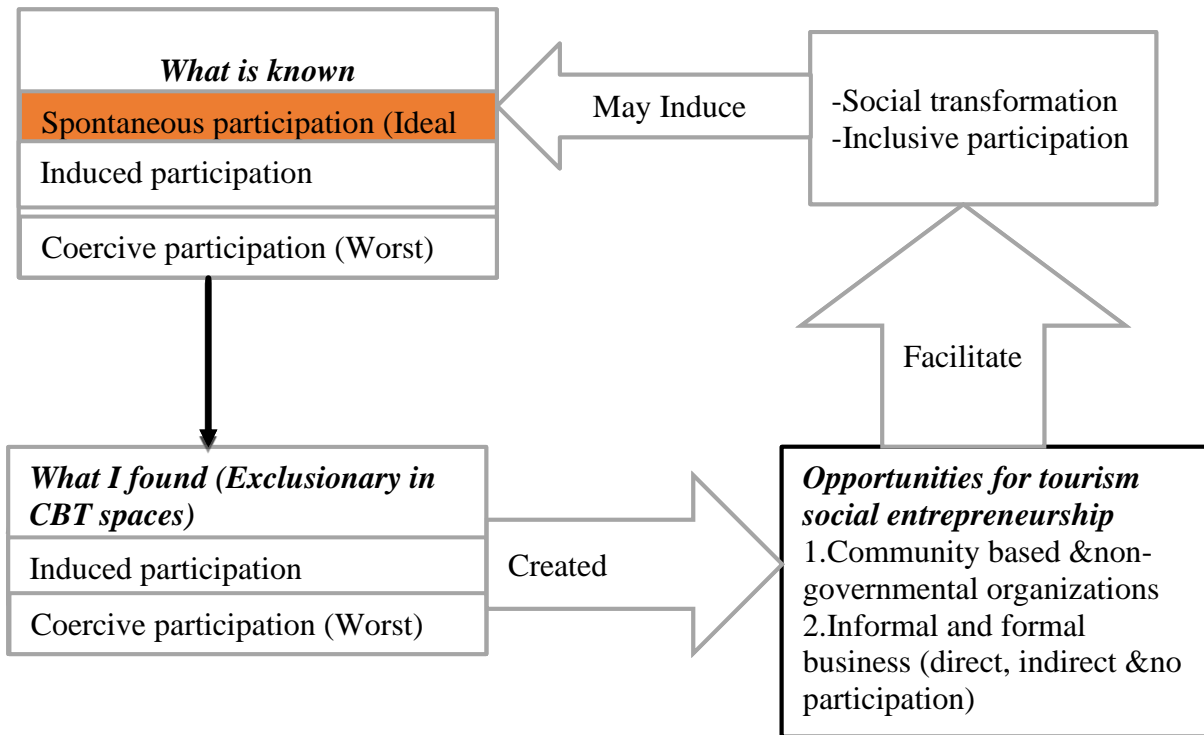 What is known
Spontaneous participation (Ideal
Induced participation
Coercive participation (Worst)
May Induce
-Social transformation
-Inclusive participation
Facilitate
What I found (Exclusionary in
CBT spaces)
Induced participation
Coercive participation (Worst)
Created
Opportunities for tourism
social entrepreneurship
1.Community based &non-
governmental organizations
2.Informal and formal
business (direct, indirect &no
participation)